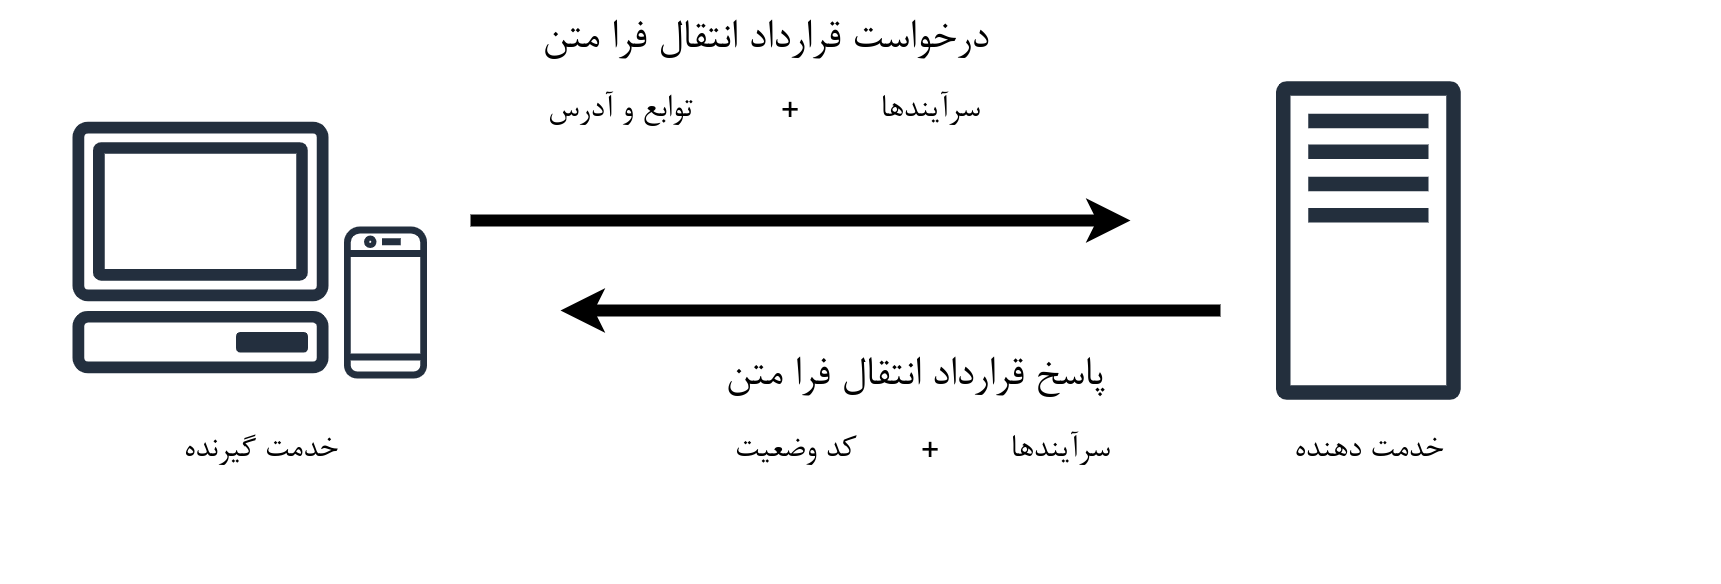 درخواست قرارداد انتقال فرا متن
سرآیندها + توابع و آدرس
پاسخ قرارداد انتقال فرا متن
سرآیندها + کد وضعیت
خدمت دهنده
خدمت گیرنده